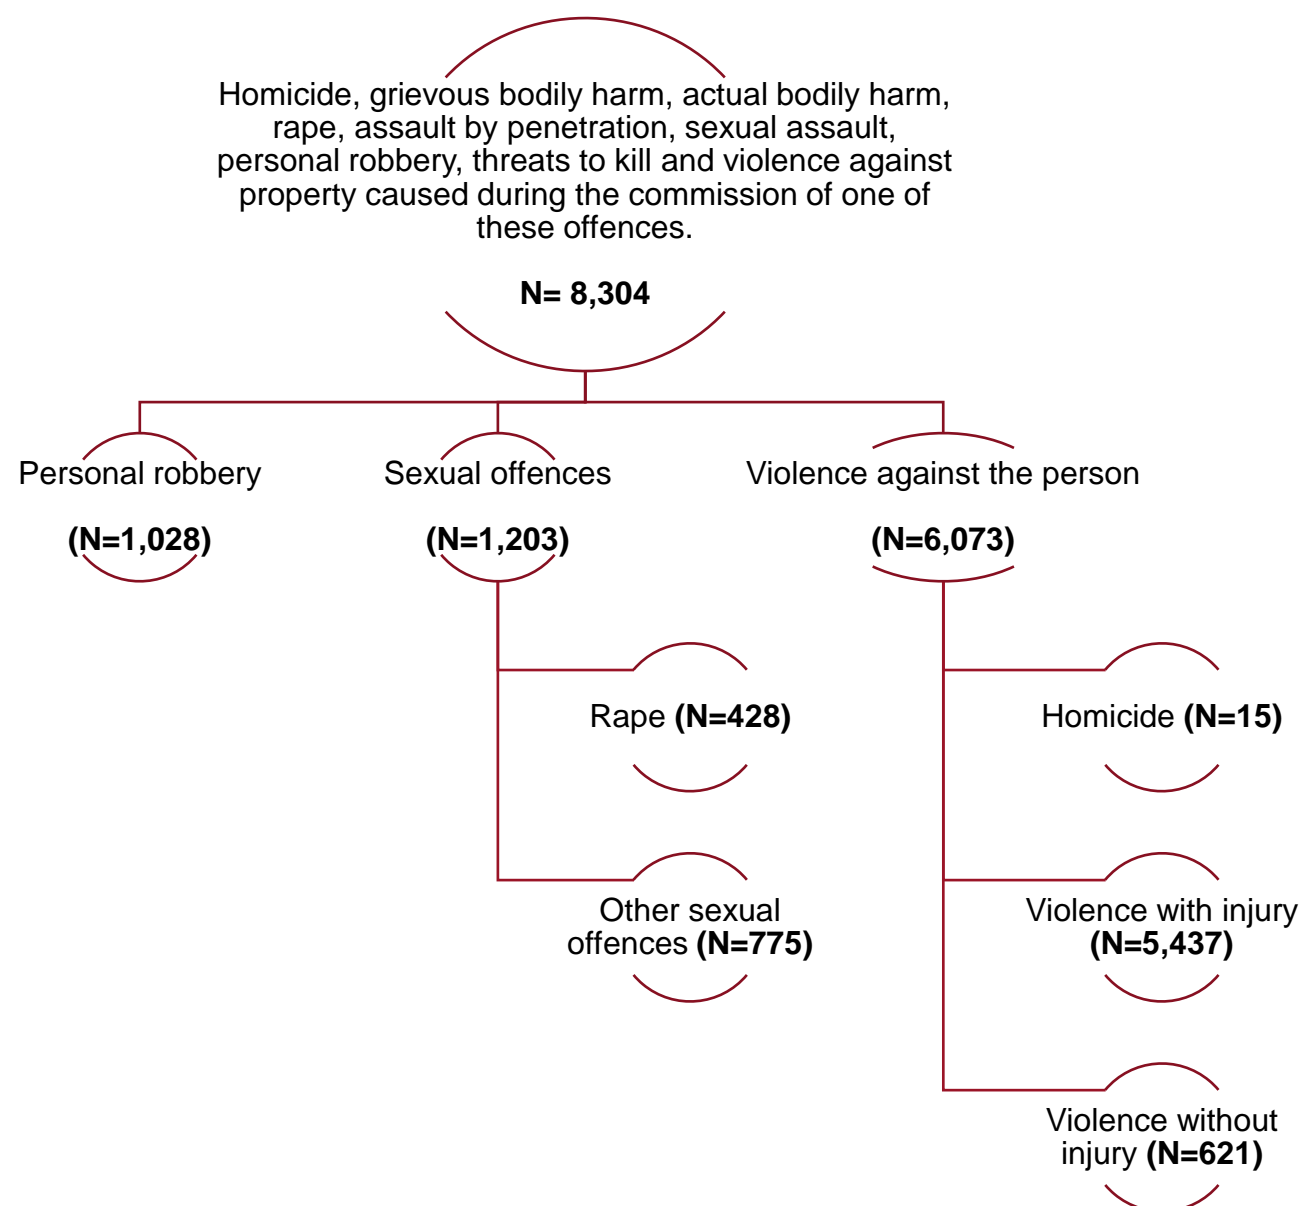 Homicide, grievous bodily harm, actual bodily harm,
rape, assault by penetration, sexual assault,
personal robbery, threats to kill and violence against
property caused during the commission of one of
these offences.
N= 8,304
Personal robbery
(N=1,028)
Sexual offences
(N=1,203)
Violence against the person
(N=6,073)
Rape (N=428)
Other sexual
offences (N=775)
Homicide (N=15)
Violence with injury
(N=5,437)
Violence without
injury (N=621)